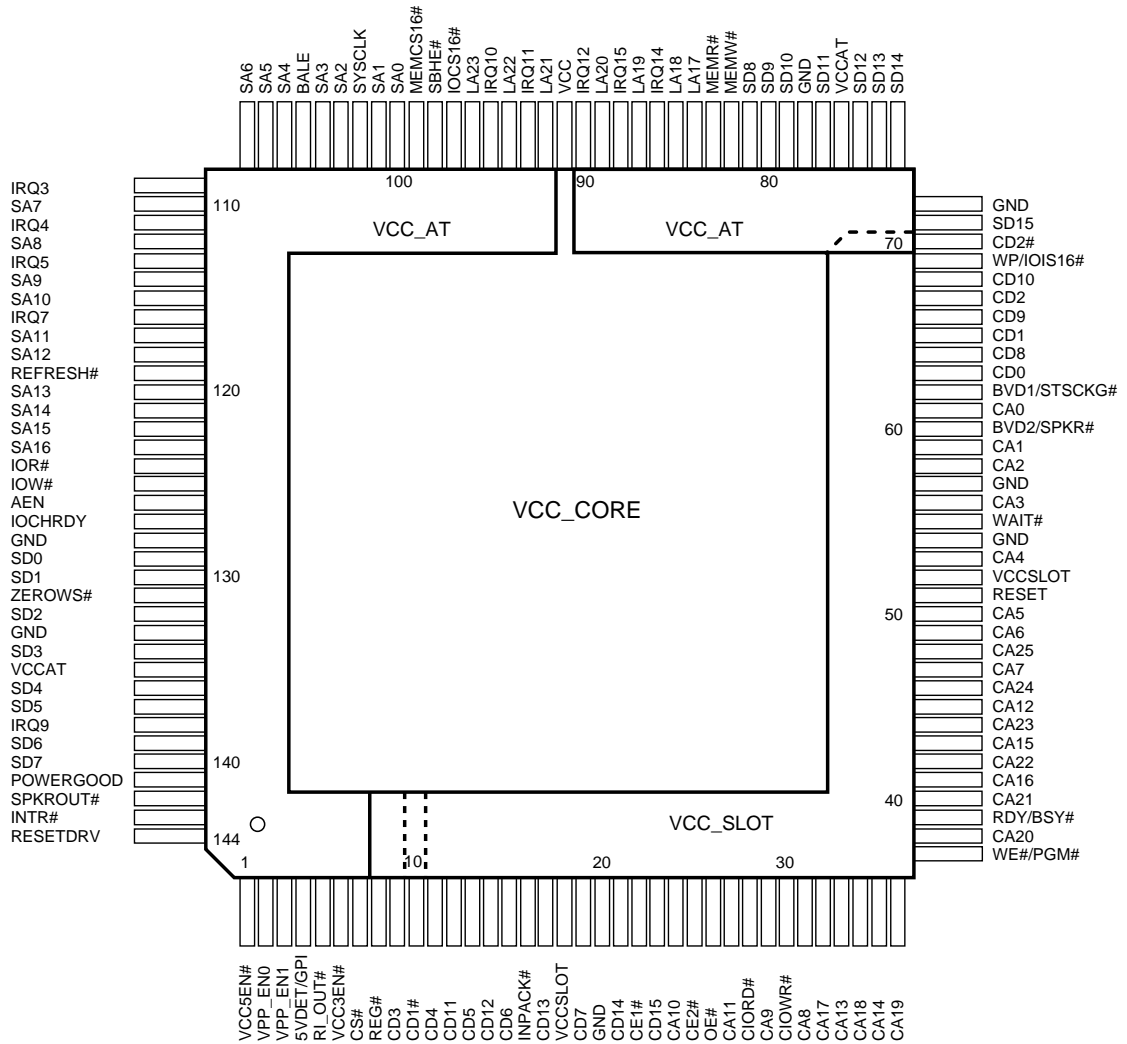 SA6
SA5
SA4
BALE
SA3
SA2
SYSCLK
SA1
SA0
MEMCS16#
SBHE#
IOCS16#
LA23
IRQ10
LA22
IRQ11
LA21
VCC
IRQ12
LA20
IRQ15
LA19
IRQ14
LA18
LA17
MEMR#
MEMW#
SD8
SD9
SD10
GND
SD11
VCCAT
SD12
SD13
SD14
IRQ3
SA7
IRQ4
SA8
IRQ5
SA9
SA10
IRQ7
SA11
SA12
REFRESH#
SA13
SA14
SA15
SA16
IOR#
IOW#
AEN
IOCHRDY
GND
SD0
SD1
ZEROWS#
SD2
GND
SD3
VCCAT
SD4
SD5
IRQ9
SD6
SD7
POWERGOOD
SPKROUT#
INTR#
RESETDRV
110
120
130
140
144
100
90
80
VCC_AT
VCC_AT
VCC_CORE
VCC_SLOT
1
10
20
30
70
60
50
40
GND
SD15
CD2#
WP/IOIS16#
CD10
CD2
CD9
CD1
CD8
CD0
BVD1/STSCKG#
CA0
BVD2/SPKR#
CA1
CA2
GND
CA3
WAIT#
GND
CA4
VCCSLOT
RESET
CA5
CA6
CA25
CA7
CA24
CA12
CA23
CA15
CA22
CA16
CA21
RDY/BSY#
CA20
WE#/PGM#
VCC5EN#
VPP_EN0
VPP_EN1
5VDET/GPI
RI_OUT#
VCC3EN#
CS#
REG#
CD3
CD1#
CD4
CD11
CD5
CD12
CD6
INPACK#
CD13
VCCSLOT
CD7
GND
CD14
CE1#
CD15
CA10
CE2#
OE#
CA11
CIORD#
CA9
CIOWR#
CA8
CA17
CA13
CA18
CA14
CA19